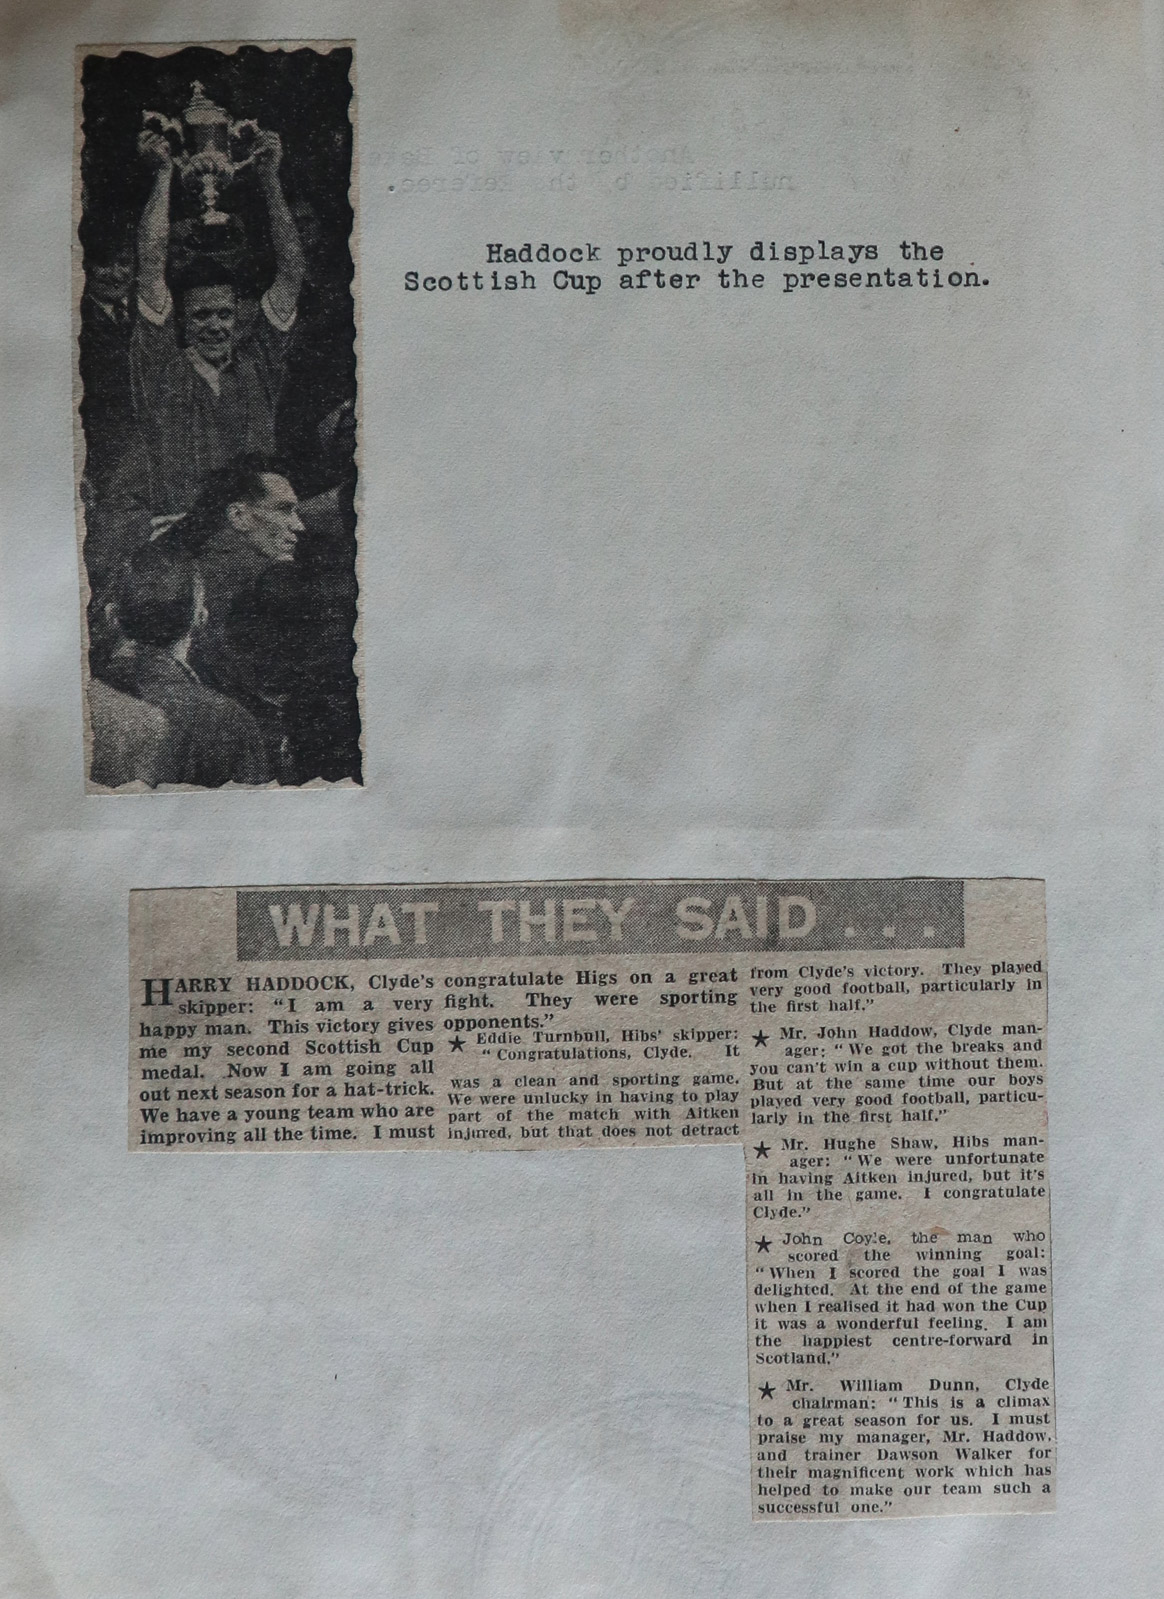 Haddock proudly displays the
Scottish Cup after the presentation.
WHAT THEY SAID . . .
HARRY HADDOCK, Clyde's
skipper: "I am a very
happy man. This victory gives
me my second Scottish Cup
medal. Now I am going all
out next season for a hat-trick.
We have a young team who are
improving all the time. I must
congratulate Higs on a great
fight. They were sporting
opponents."
★ Eddie Turnbull, Hibs' skipper:
"Congratulations, Clyde. It
was a clean and sporting game.
We were unlucky in having to play
part of the match with Aitken
injured, but that does not detract
from Clyde's victory. They played
very good football, particularly in
the first half."
★ Mr. John Haddow, Clyde man-
ager: "We got the breaks and
you can't win a cup without them.
But at the same time our boys
played very good football, particu-
larly in the first half."
★ Mr. Hughe Shaw, Hibs man-
ager: "We were unfortunate
in having Aitken injured, but it's
all in the game. I congratulate
Clyde."
★ John Coyle, the man who
scored the winning goal:
"When I scored the goal I was
delighted. At the end of the game
when I realised it had won the Cup
it was a wonderful feeling. I am
the happiest centre-forward in
Scotland."
★ Mr. William Dunn, Clyde
chairman: "This is a climax
to a great season for us. I must
praise my manager, Mr. Haddow,
and trainer Dawson Walker for
their magnificent work which has
helped to make our team such a
successful one."